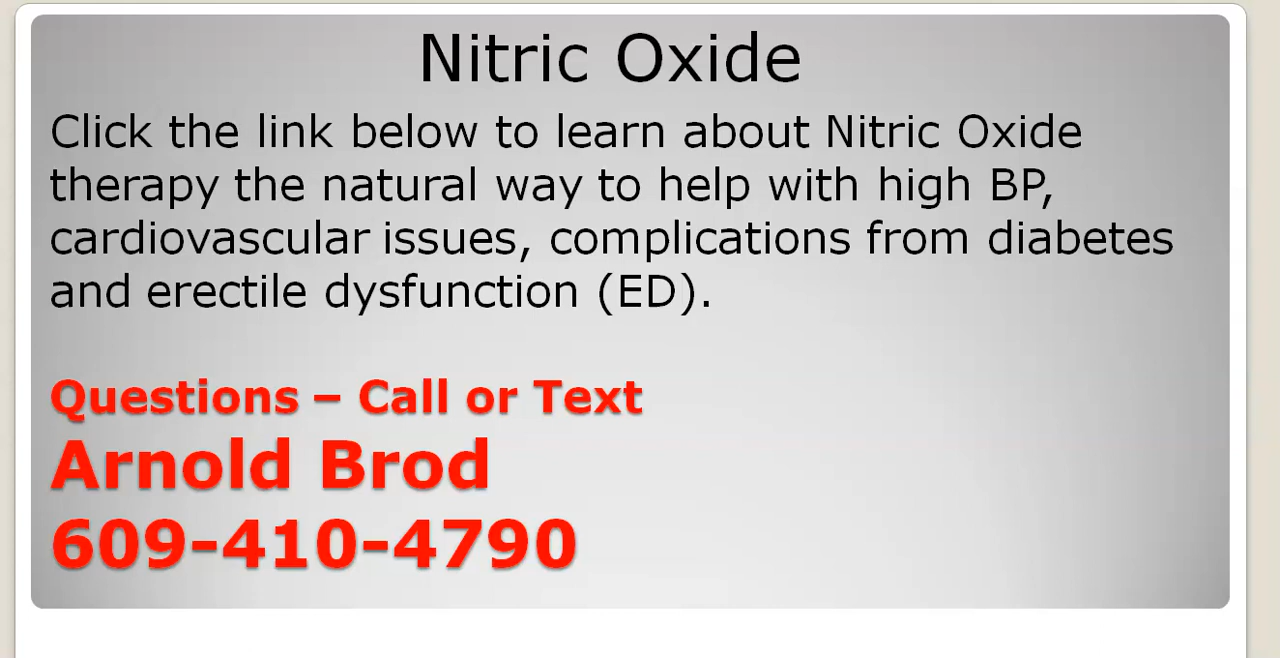 Nitric Oxide
Click the link below to learn about Nitric Oxide
therapy the natural way to help with high BP,
cardiovascular issues, complications from diabetes
and erectile dysfunction (ED).
Questions – Call or Text
Arnold Brod
609-410-4790